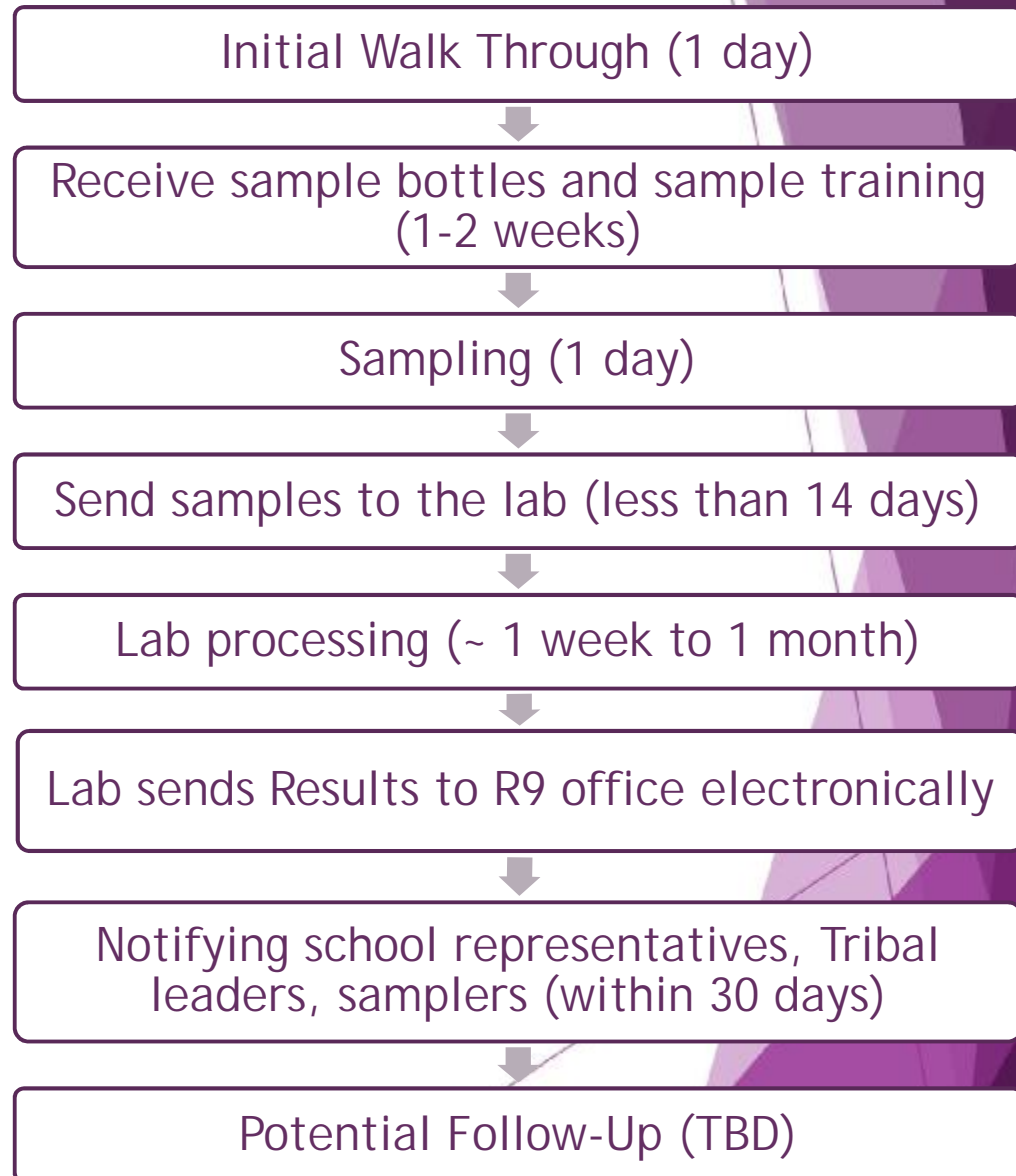 Initial Walk Through (1 day)
Receive sample bottles and sample training
(1-2 weeks)
Sampling (1 day)
Send samples to the lab (less than 14 days)
Lab processing (~ 1 week to 1 month)
Lab sends Results to R9 office electronically
Notifying school representatives, Tribal
leaders, samplers (within 30 days)
Potential Follow-Up (TBD)